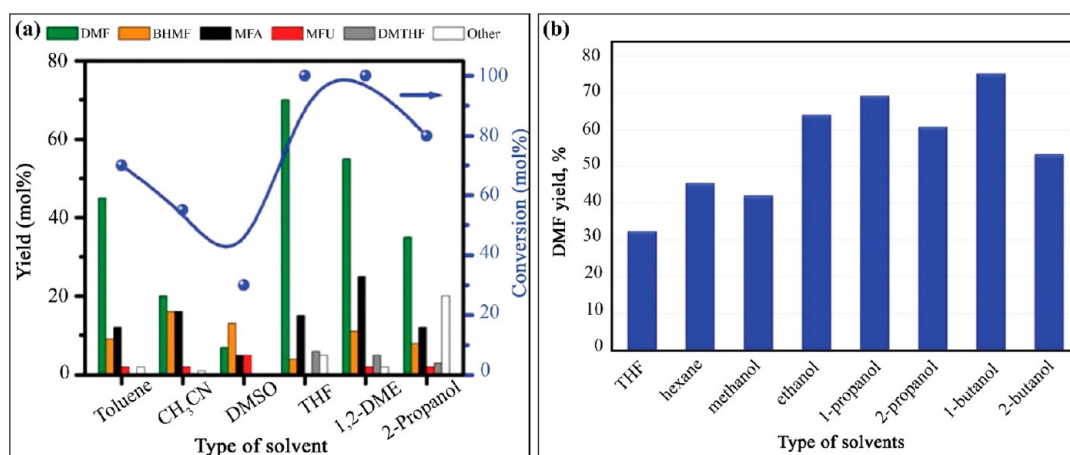 (a)
DMF BHMF MFA MFU DMTHF Other
80
60
40
20
0
Yield (mol%)
100
80
60
40
20
0
Conversion (mol%)
Toluene
CH₃CN
DMSO
THF
1,2-DME
2-Propanol
Type of solvent
(b)
80
70
60
50
40
30
20
10
0
DMF yield, %
THF
hexane
methanol
ethanol
1-propanol
2-propanol
1-butanol
2-butanol
Type of solvents